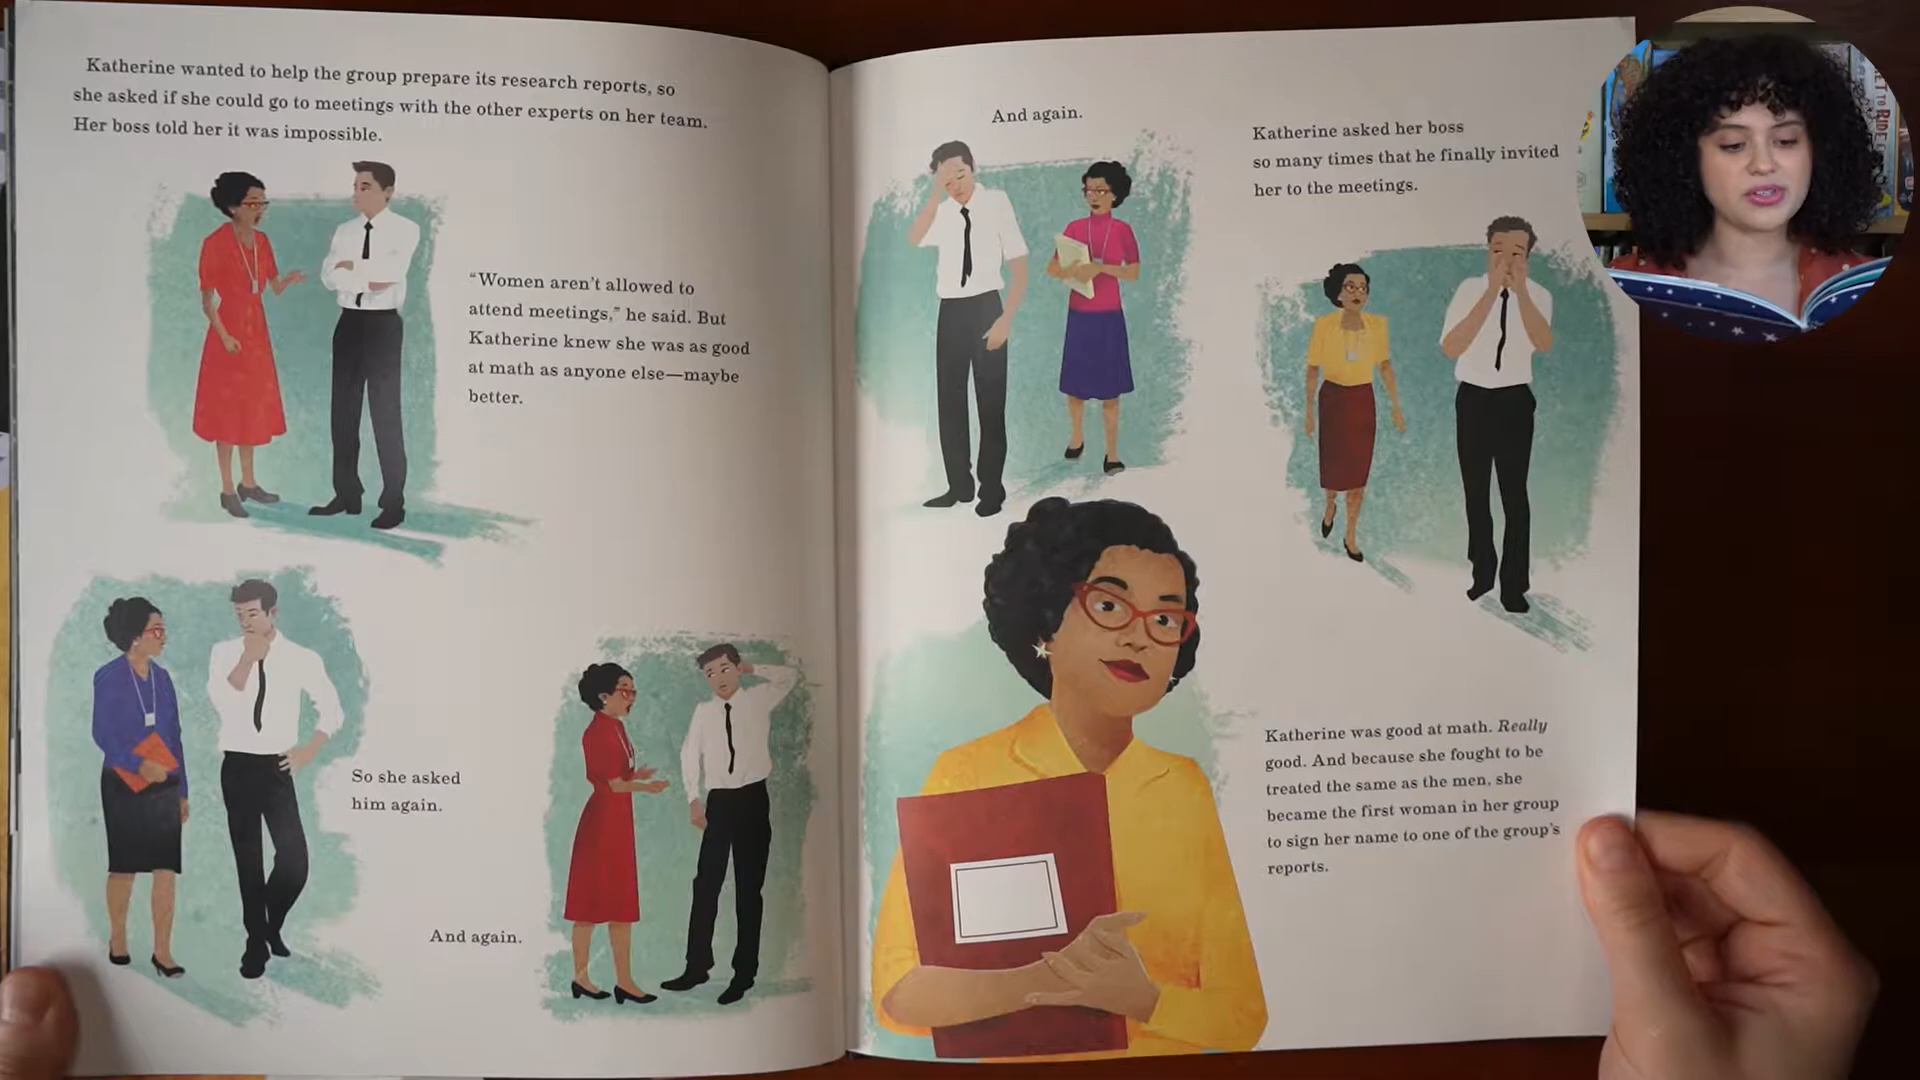 Katherine wanted to help the group prepare its research reports, so
she asked if she could go to meetings with the other experts on her team.
Her boss told her it was impossible.
“Women aren’t allowed to
attend meetings,” he said. But
Katherine knew she was as good
at math as anyone else—maybe
better.
So she asked
him again.
And again.
And again.
Katherine asked her boss
so many times that he finally invited
her to the meetings.
Katherine was good at math. Really
good. And because she fought to be
treated the same as the men, she
became the first woman in her group
to sign her name to one of the group’s
reports.